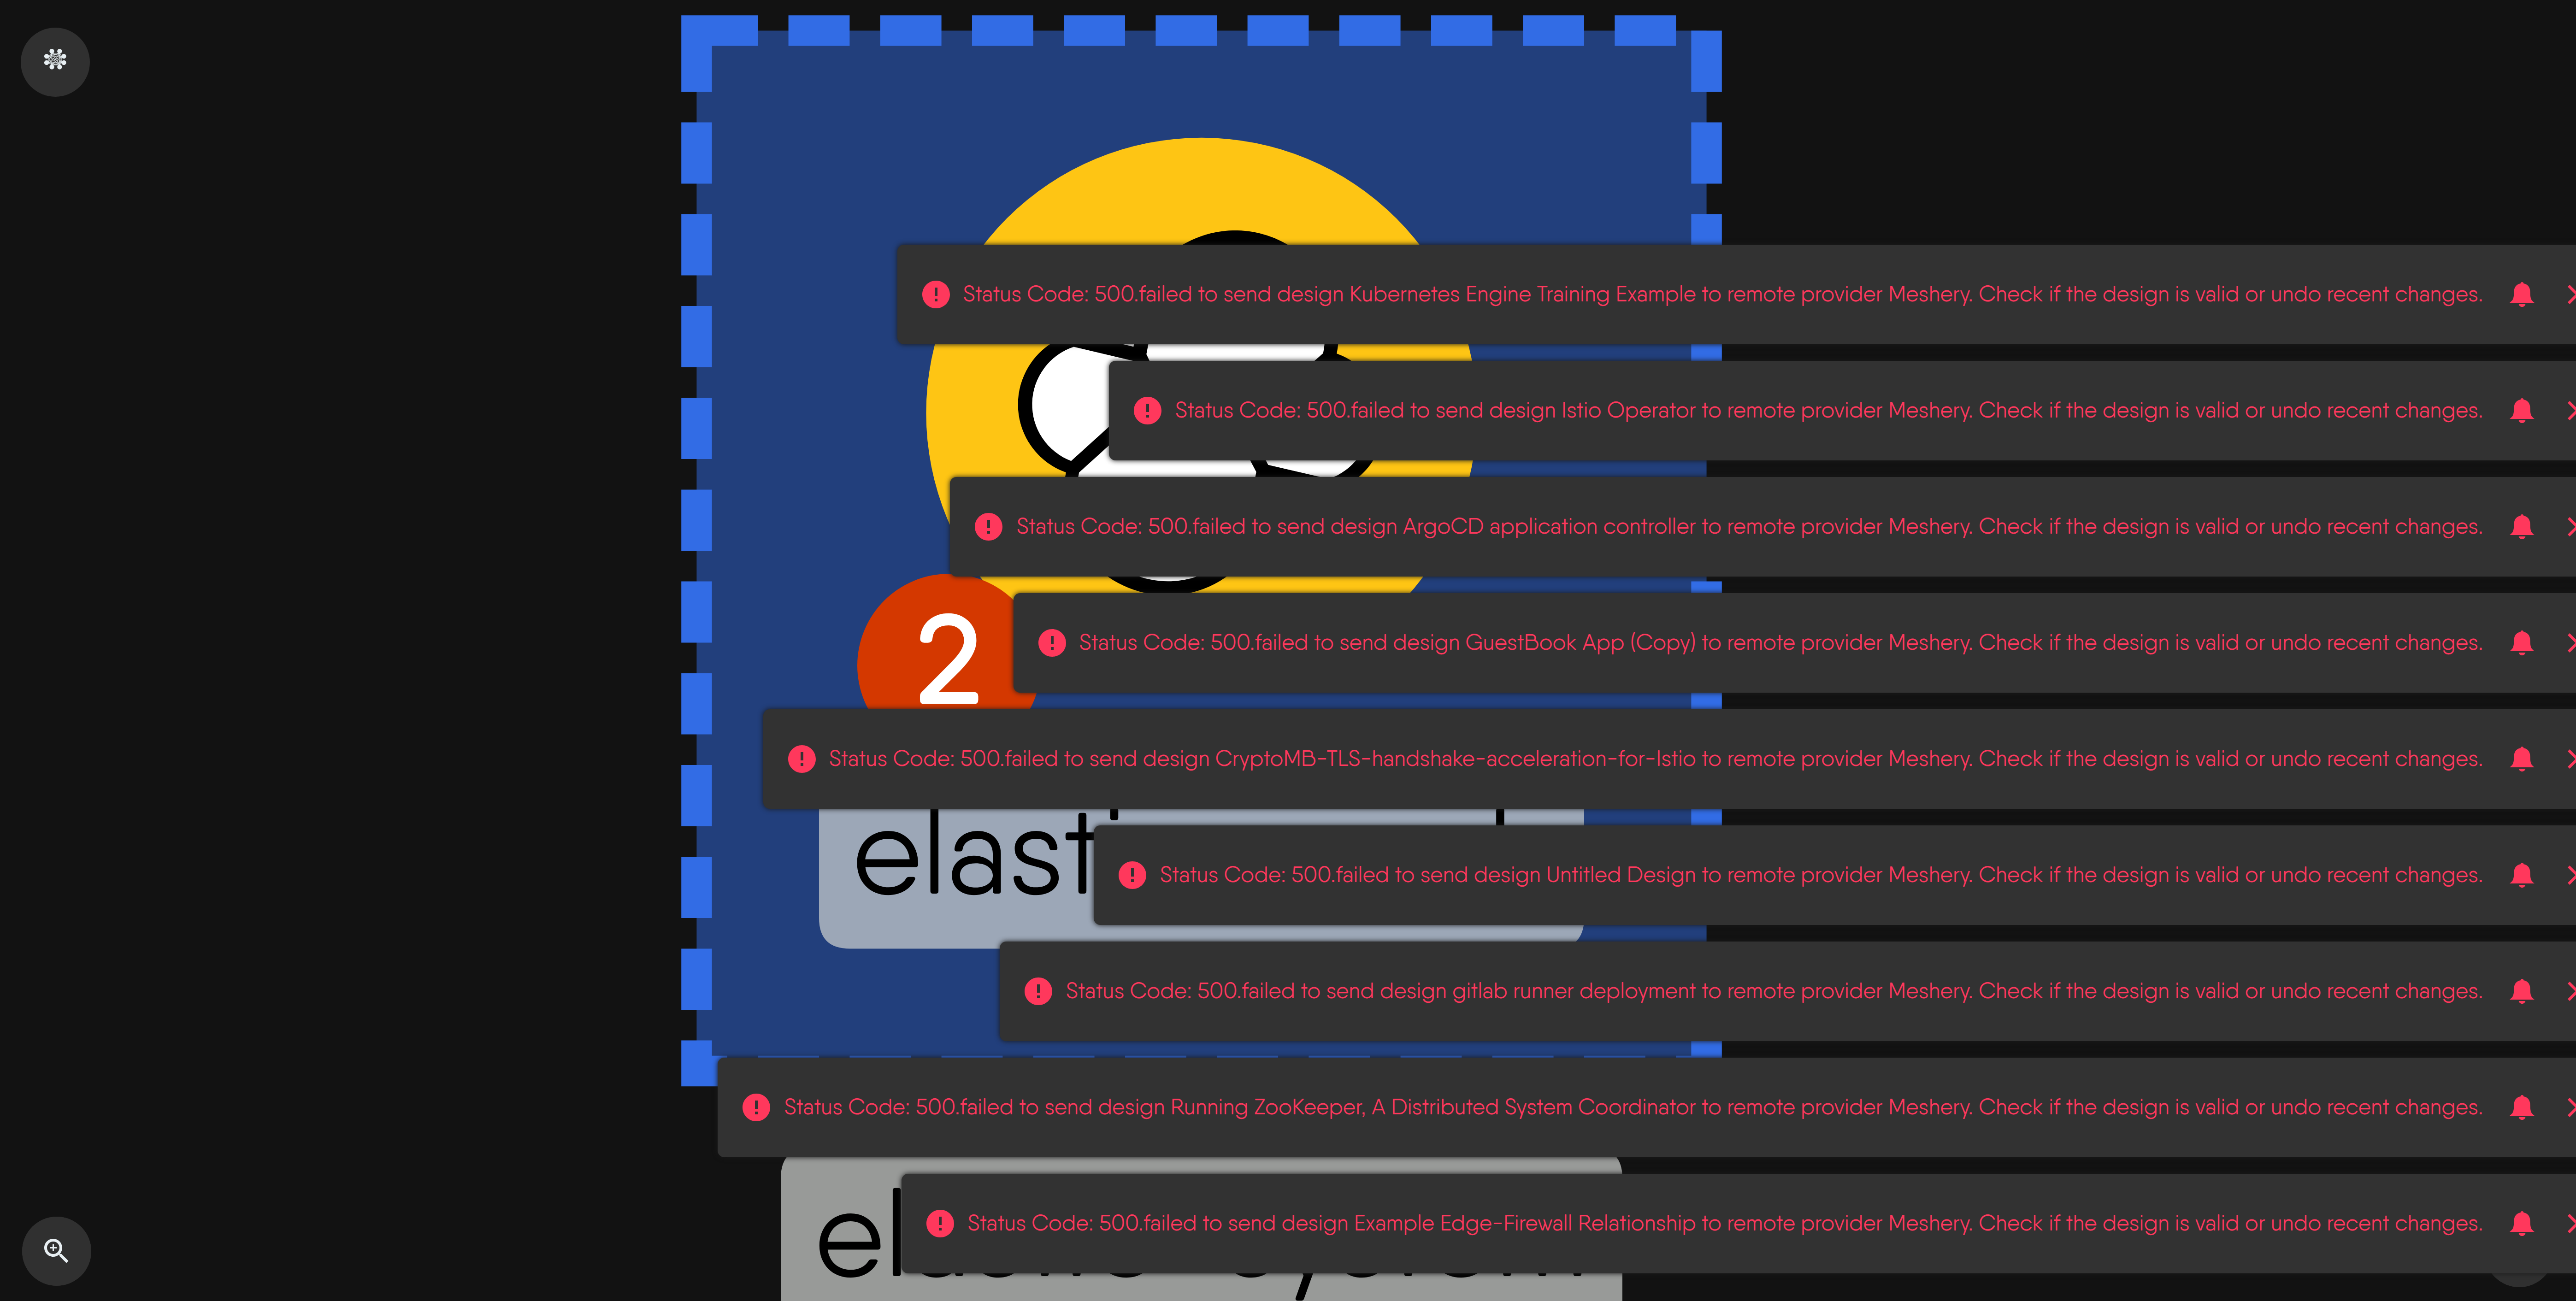 Status Code: 500.failed to send design Kubernetes Engine Training Example to remote provider Meshery. Check if the design is valid or undo recent changes.
Status Code: 500.failed to send design Istio Operator to remote provider Meshery. Check if the design is valid or undo recent changes.
Status Code: 500.failed to send design ArgoCD application controller to remote provider Meshery. Check if the design is valid or undo recent changes.
2
Status Code: 500.failed to send design GuestBook App (Copy) to remote provider Meshery. Check if the design is valid or undo recent changes.
Status Code: 500.failed to send design CryptoMB-TLS-handshake-acceleration-for-Istio to remote provider Meshery. Check if the design is valid or undo recent changes.
elast
Status Code: 500.failed to send design Untitled Design to remote provider Meshery. Check if the design is valid or undo recent changes.
Status Code: 500.failed to send design gitlab runner deployment to remote provider Meshery. Check if the design is valid or undo recent changes.
Status Code: 500.failed to send design Running ZooKeeper, A Distributed System Coordinator to remote provider Meshery. Check if the design is valid or undo recent changes.
Status Code: 500.failed to send design Example Edge-Firewall Relationship to remote provider Meshery. Check if the design is valid or undo recent changes.